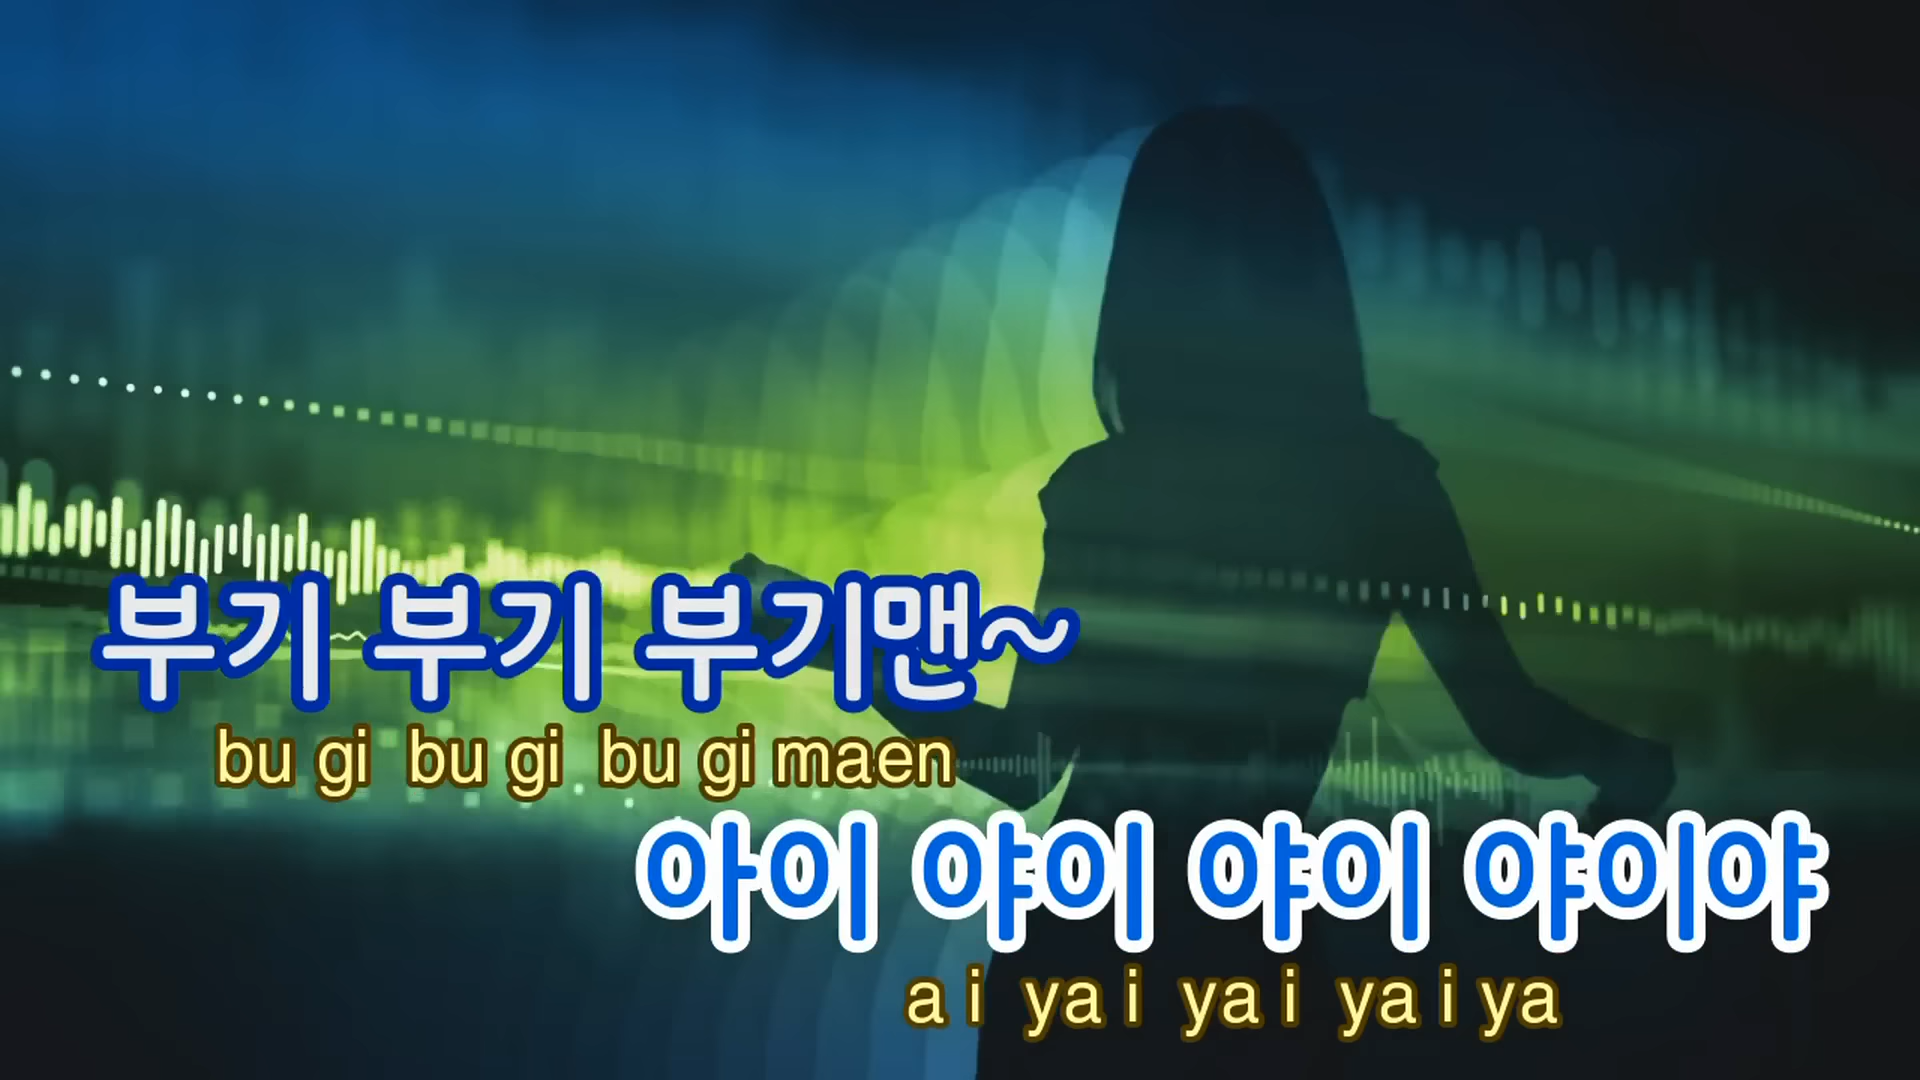 부기 부기 부기맨~
bu gi bu gi bu gi maen
아이 야이 야이 야이야
a i ya i ya i ya i ya